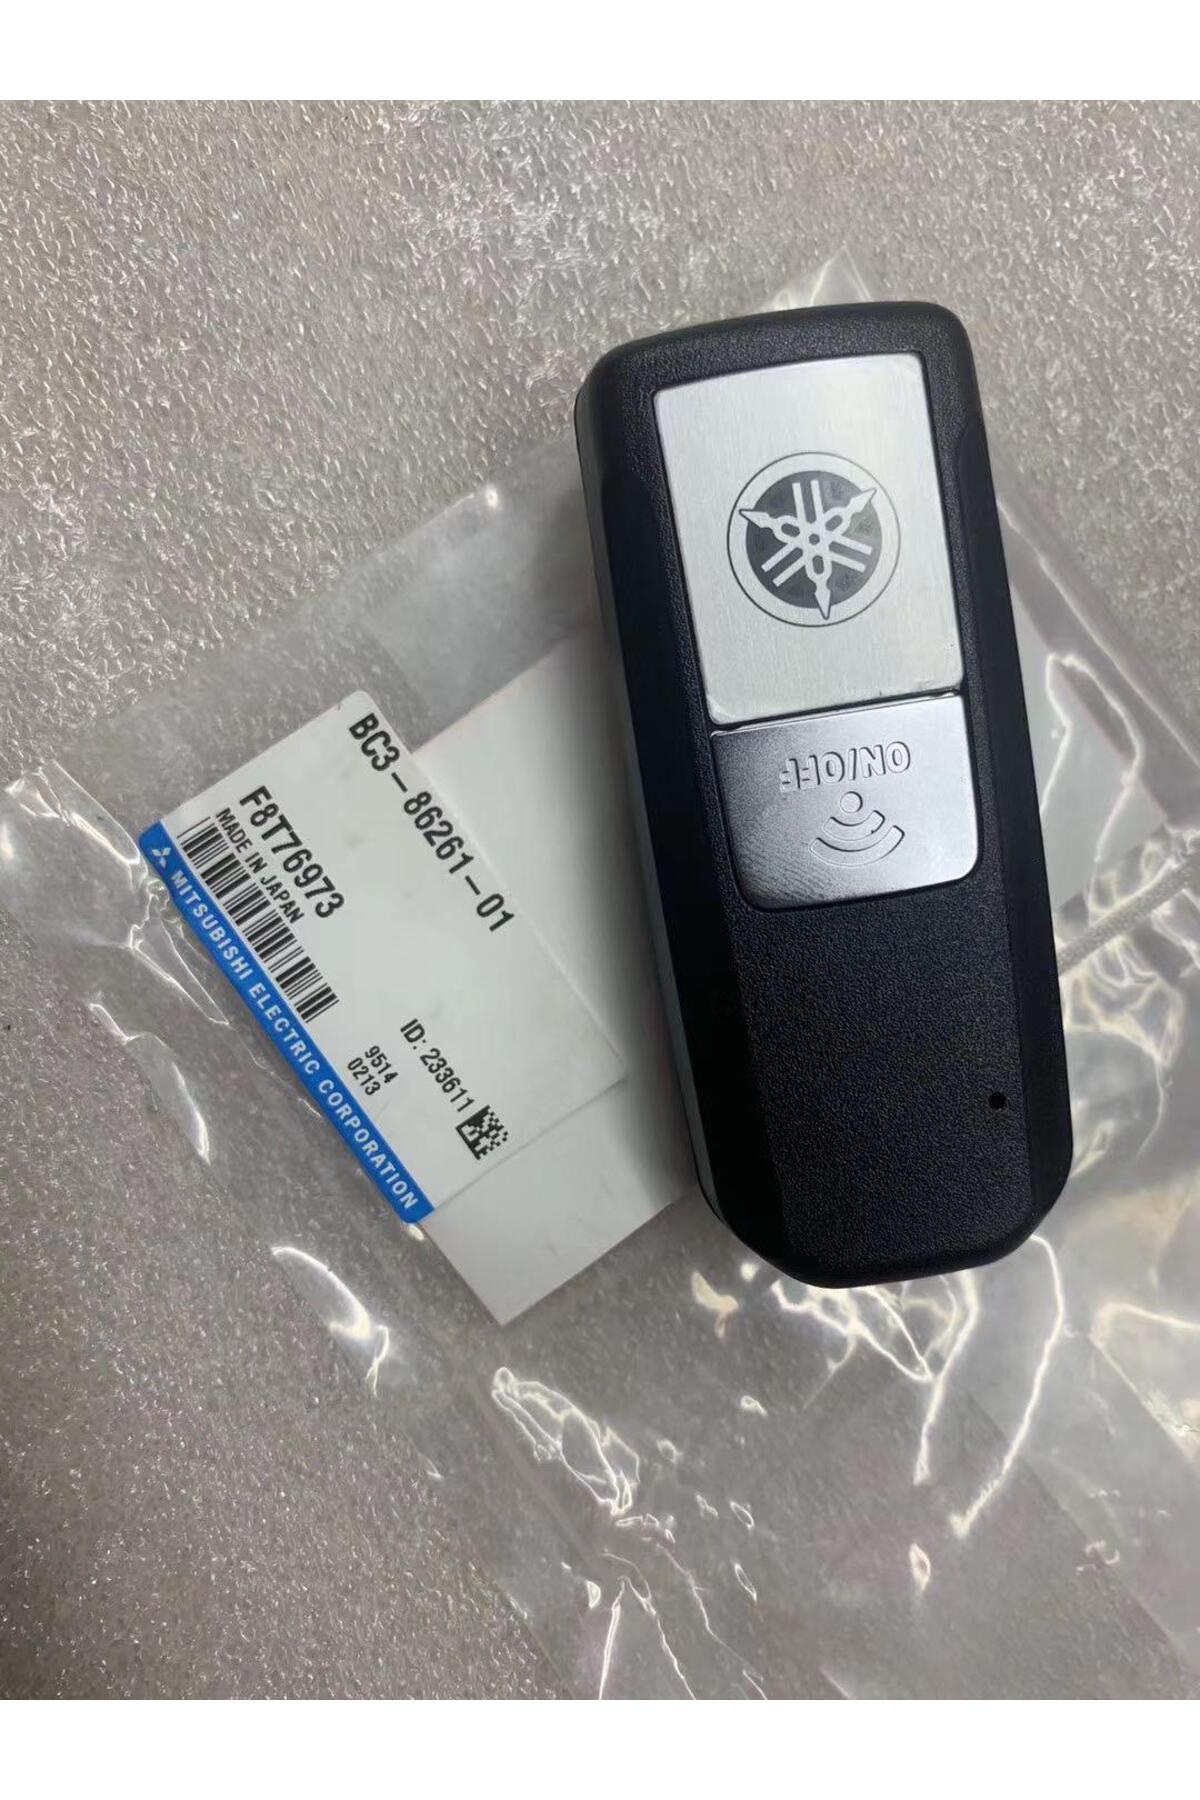 BC3-86261-01
F8T76973
MADE IN JAPAN
ID: 233611
9514
0213
MITSUBISHI ELECTRIC CORPORATION
ON/OFF